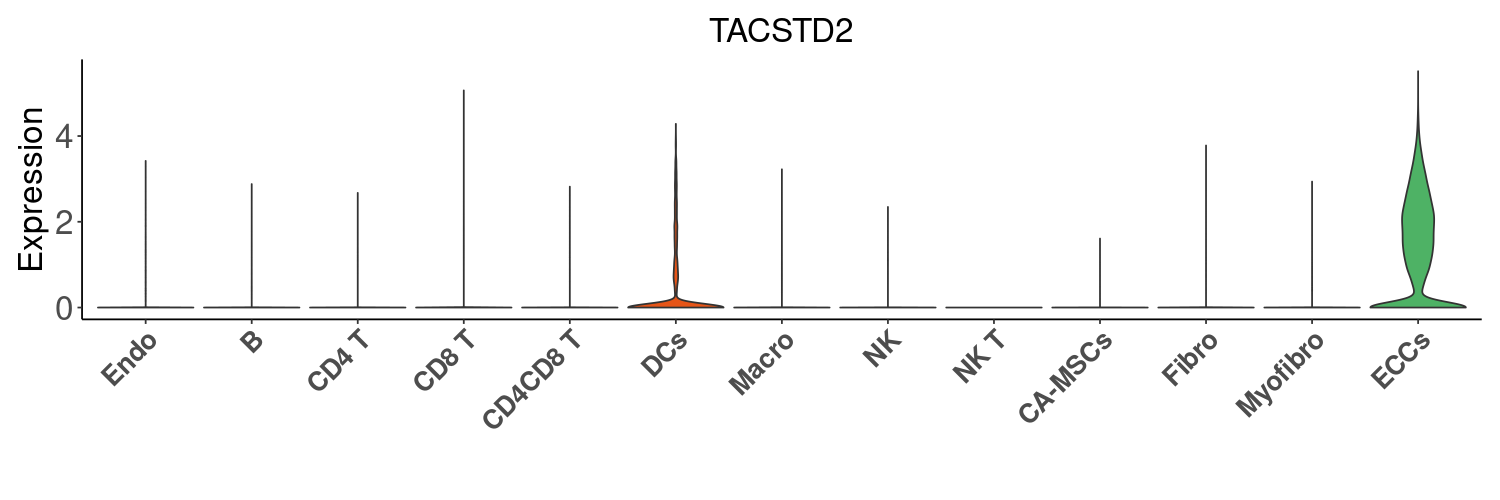 TACSTD2
Expression
4
2
0
Endo
B
CD4 T
CD8 T
CD4CD8 T
DCs
Macro
NK
NK T
CA-MSCs
Fibro
Myofibro
ECCs